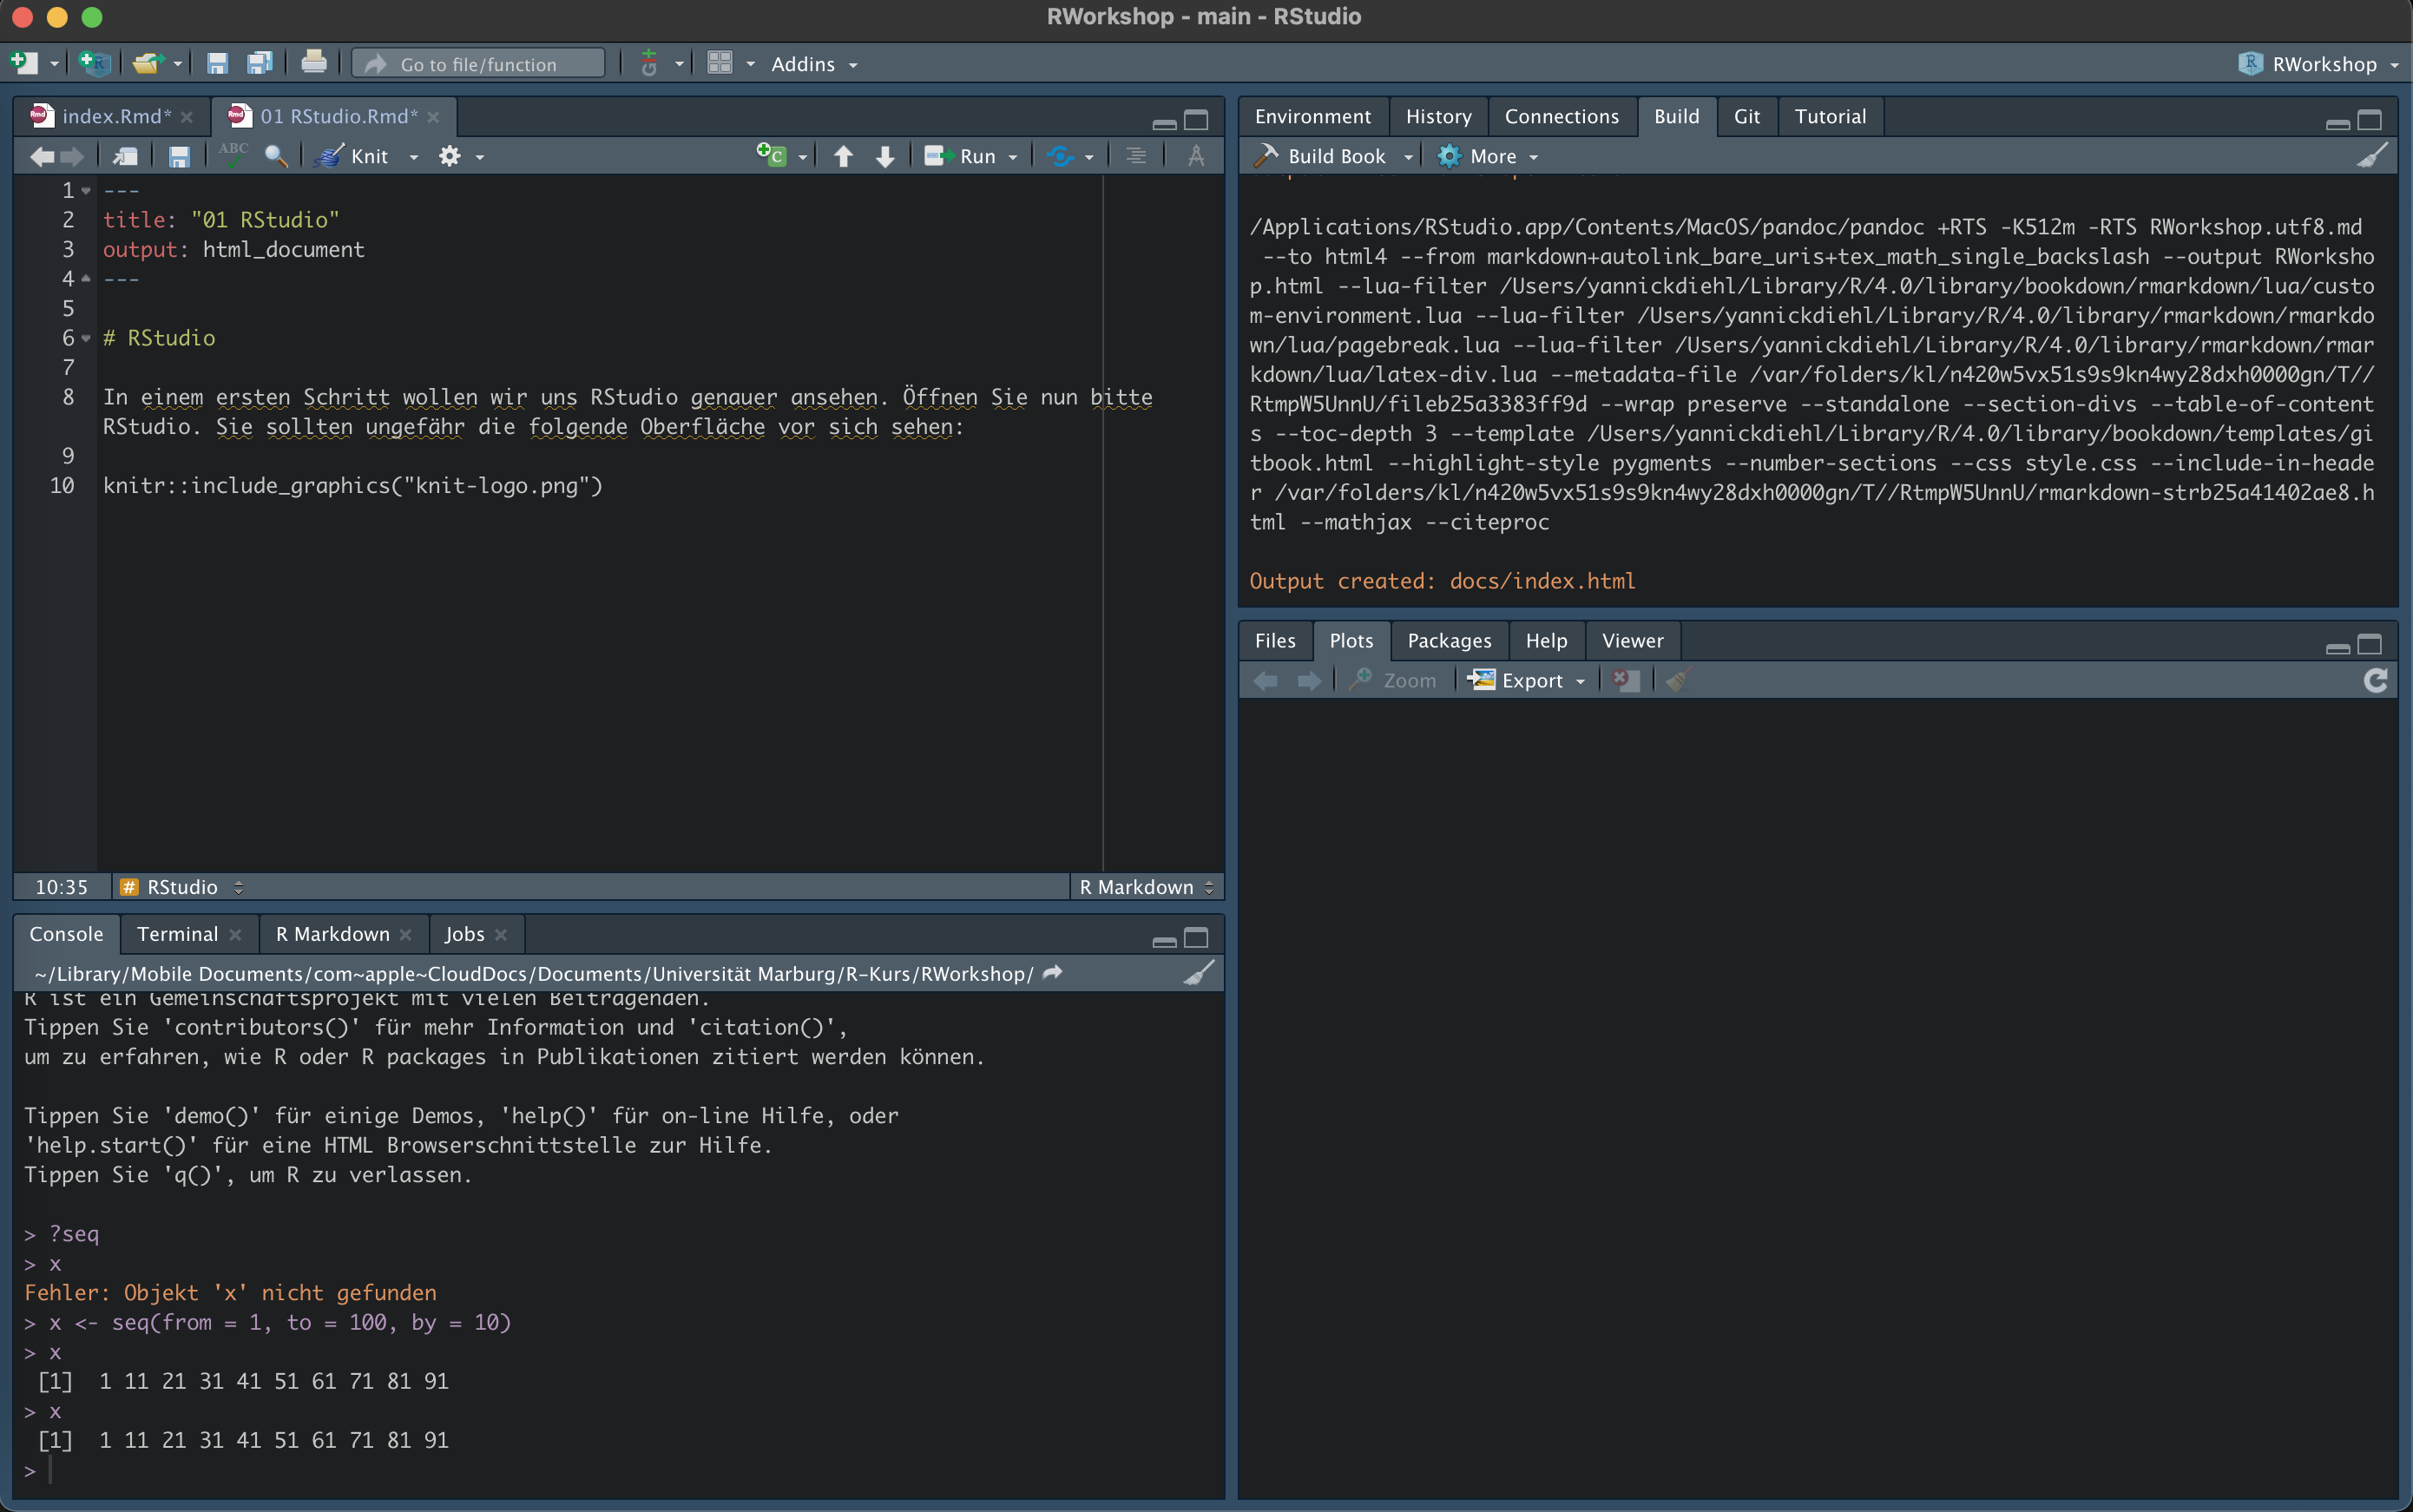 RWorkshop - main - RStudio
Go to file/function
Addins
RWorkshop
index.Rmd*
01 RStudio.Rmd*
ABC
Knit
Run
1 ---
2 title: "01 RStudio"
3 output: html_document
4 ---
5
6 # RStudio
7
8 In einem ersten Schritt wollen wir uns RStudio genauer ansehen. Öffnen Sie nun bitte
RStudio. Sie sollten ungefähr die folgende Oberfläche vor sich sehen:
9
10 knitr::include_graphics("knit-logo.png")
10:35
# RStudio
R Markdown
Console Terminal R Markdown Jobs
~/Library/Mobile Documents/com~apple~CloudDocs/Documents/Universität Marburg/R-Kurs/RWorkshop/
R ist ein Gemeinschaftsprojekt mit vielen Beitragenden.
Tippen Sie 'contributors()' für mehr Information und 'citation()',
um zu erfahren, wie R oder R packages in Publikationen zitiert werden können.
Tippen Sie 'demo()' für einige Demos, 'help()' für on-line Hilfe, oder
'help.start()' für eine HTML Browserschnittstelle zur Hilfe.
Tippen Sie 'q()', um R zu verlassen.
> ?seq
> x
Fehler: Objekt 'x' nicht gefunden
> x <- seq(from = 1, to = 100, by = 10)
> x
[1]  1 11 21 31 41 51 61 71 81 91
> x
[1]  1 11 21 31 41 51 61 71 81 91
>
Environment History Connections Build Git Tutorial
Build Book
More
/Applications/RStudio.app/Contents/MacOS/pandoc/pandoc +RTS -K512m -RTS RWorkshop.utf8.md
--to html4 --from markdown+autolink_bare_uris+tex_math_single_backslash --output RWorksho
p.html --lua-filter /Users/yannickdiehl/Library/R/4.0/library/bookdown/rmarkdown/lua/custo
m-environment.lua --lua-filter /Users/yannickdiehl/Library/R/4.0/library/rmarkdown/rmarkdo
wn/lua/pagebreak.lua --lua-filter /Users/yannickdiehl/Library/R/4.0/library/rmarkdown/rmar
kdown/lua/latex-div.lua --metadata-file /var/folders/kl/n420w5vx51s9s9kn4wy28dxh0000gn/T//
RtmpW5UnnU/fileb25a3383ff9d --wrap preserve --standalone --section-divs --table-of-content
s --toc-depth 3 --template /Users/yannickdiehl/Library/R/4.0/library/bookdown/templates/gi
tbook.html --highlight-style pygments --number-sections --css style.css --include-in-heade
r /var/folders/kl/n420w5vx51s9s9kn4wy28dxh0000gn/T//RtmpW5UnnU/rmarkdown-strb25a41402ae8.h
tml --mathjax --citeproc
Output created: docs/index.html
Files Plots Packages Help Viewer
Zoom
Export